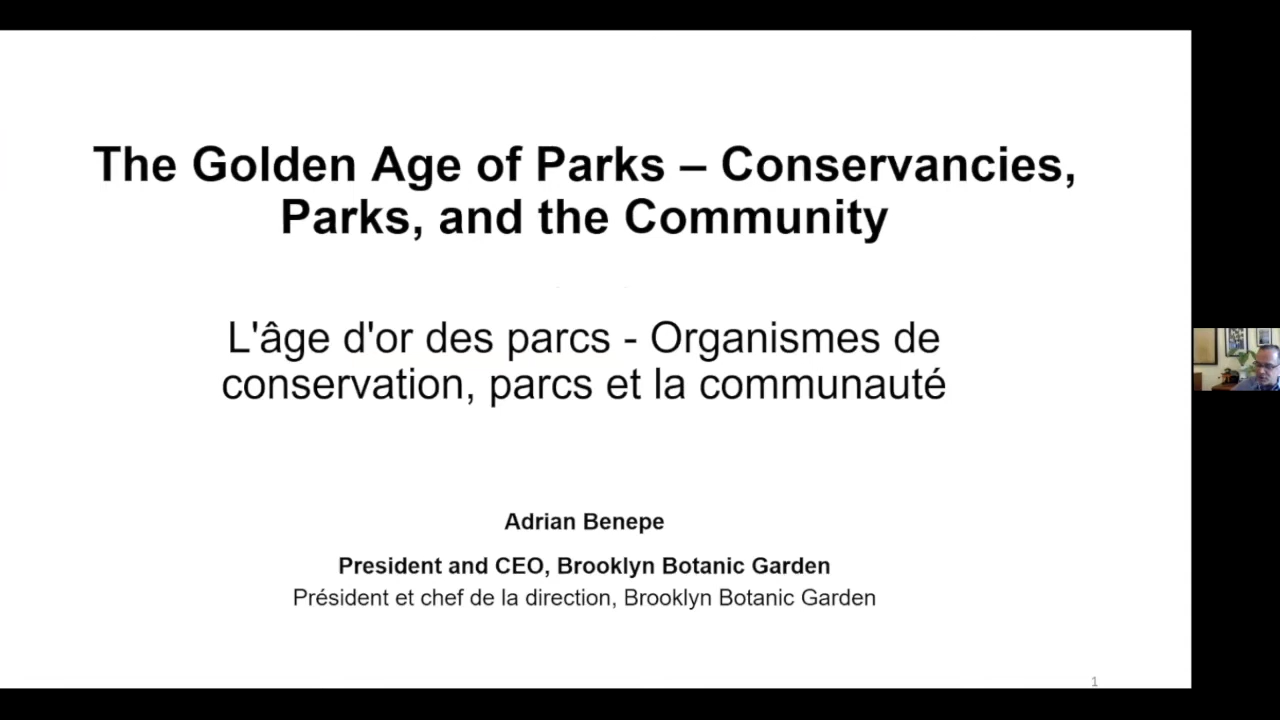 The Golden Age of Parks – Conservancies,
Parks, and the Community
L'âge d'or des parcs - Organismes de
conservation, parcs et la communauté
Adrian Benepe
President and CEO, Brooklyn Botanic Garden
Président et chef de la direction, Brooklyn Botanic Garden
1